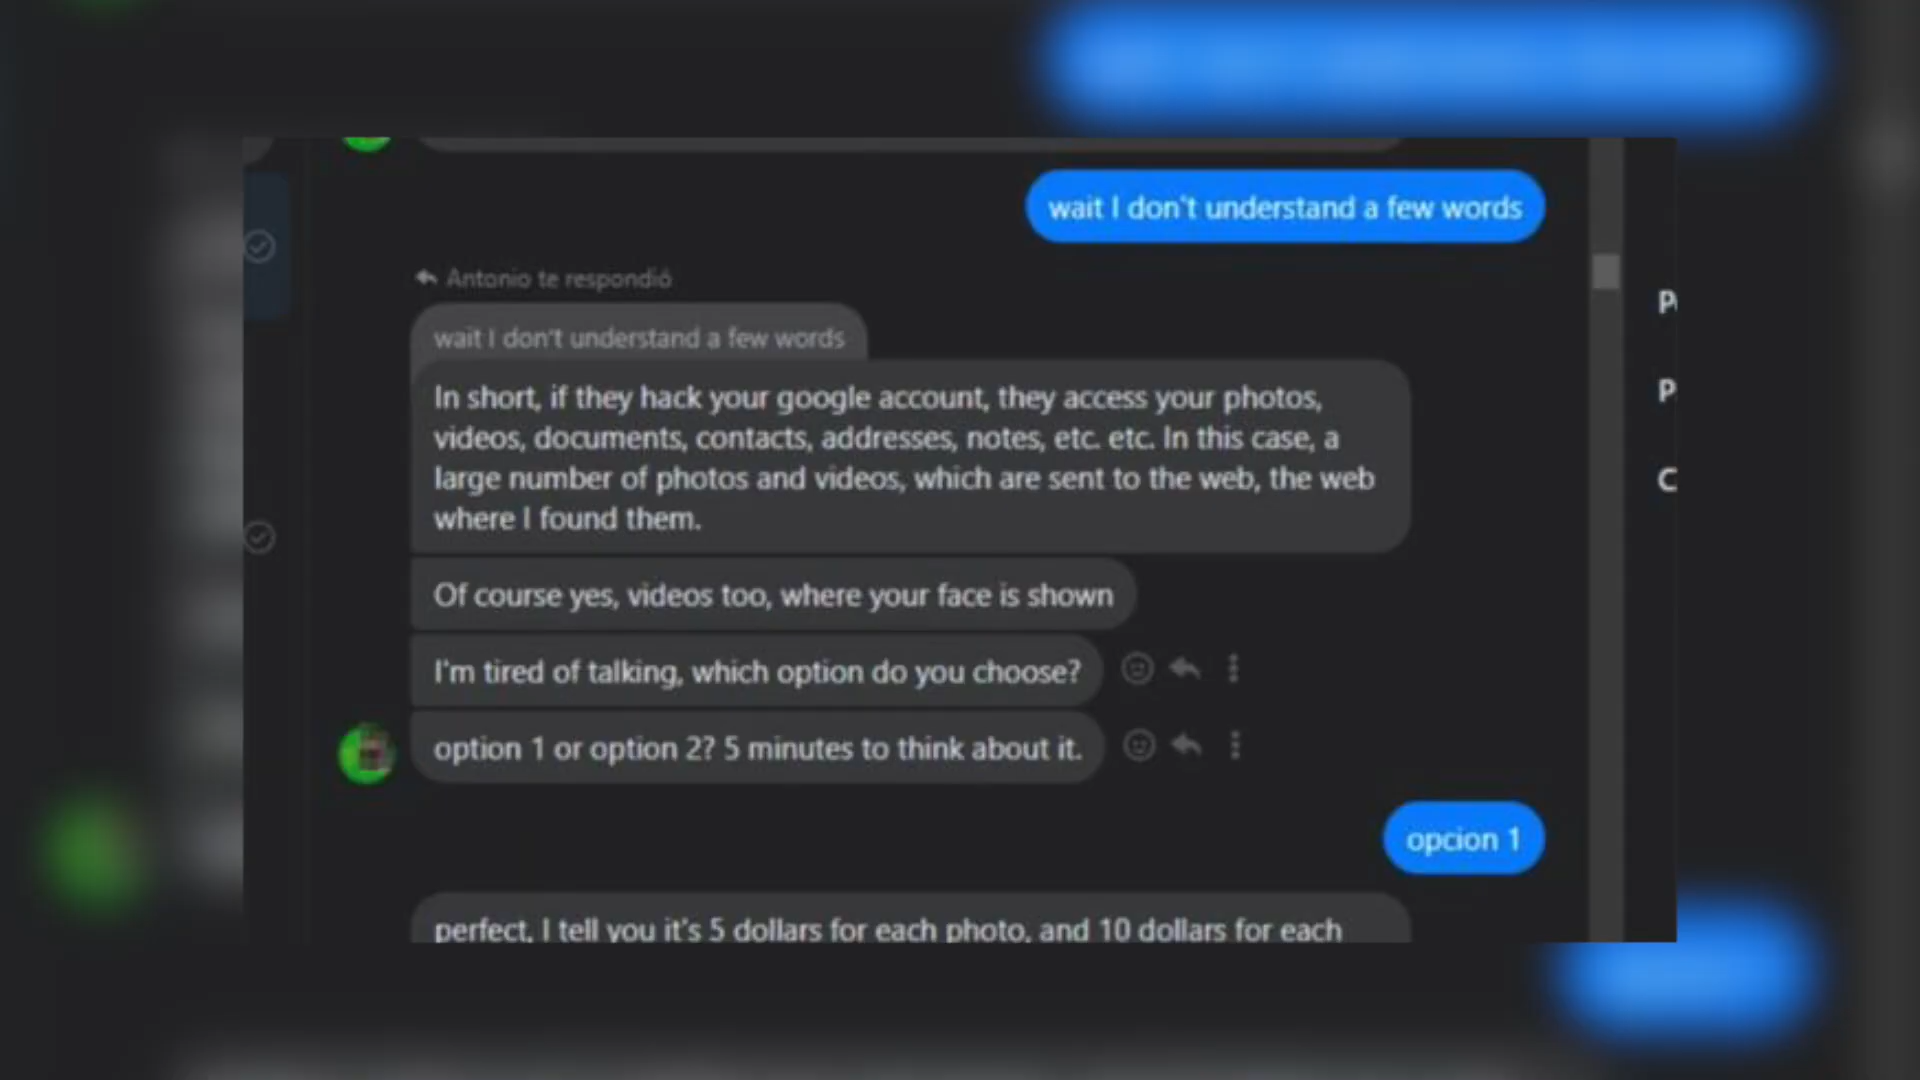 wait I don't understand a few words
Antonio te respondió
wait I don't understand a few words
In short, if they hack your google account, they access your photos,
videos, documents, contacts, addresses, notes, etc. etc. In this case, a
large number of photos and videos, which are sent to the web, the web
where I found them.
Of course yes, videos too, where your face is shown
I'm tired of talking, which option do you choose?
option 1 or option 2? 5 minutes to think about it.
opcion 1
perfect, I tell you it's 5 dollars for each photo, and 10 dollars for each
P
C